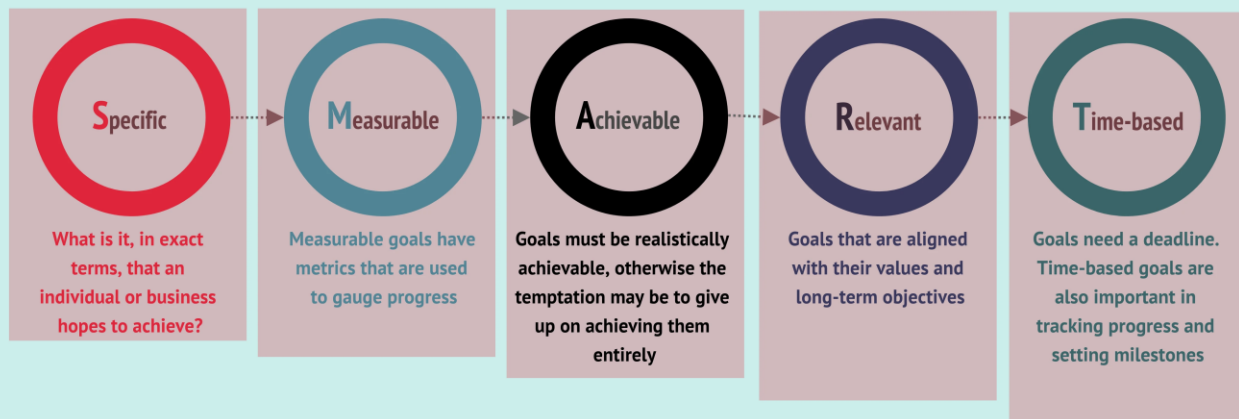 Specific
What is it, in exact
terms, that an
individual or business
hopes to achieve?
Measurable
Measurable goals have
metrics that are used
to gauge progress
Achievable
Goals must be realistically
achievable, otherwise the
temptation may be to give
up on achieving them
entirely
Relevant
Goals that are aligned
with their values and
long-term objectives
Time-based
Goals need a deadline.
Time-based goals are
also important in
tracking progress and
setting milestones